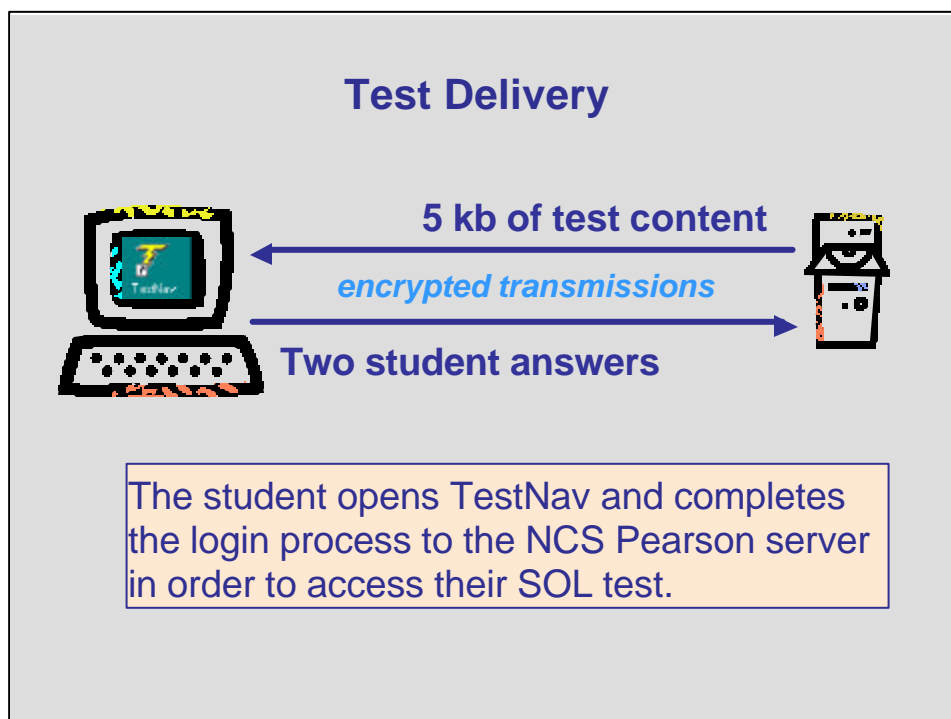 Test Delivery
5 kb of test content
TestNav
encrypted transmissions
Two student answers
The student opens TestNav and completes
the login process to the NCS Pearson server
in order to access their SOL test.